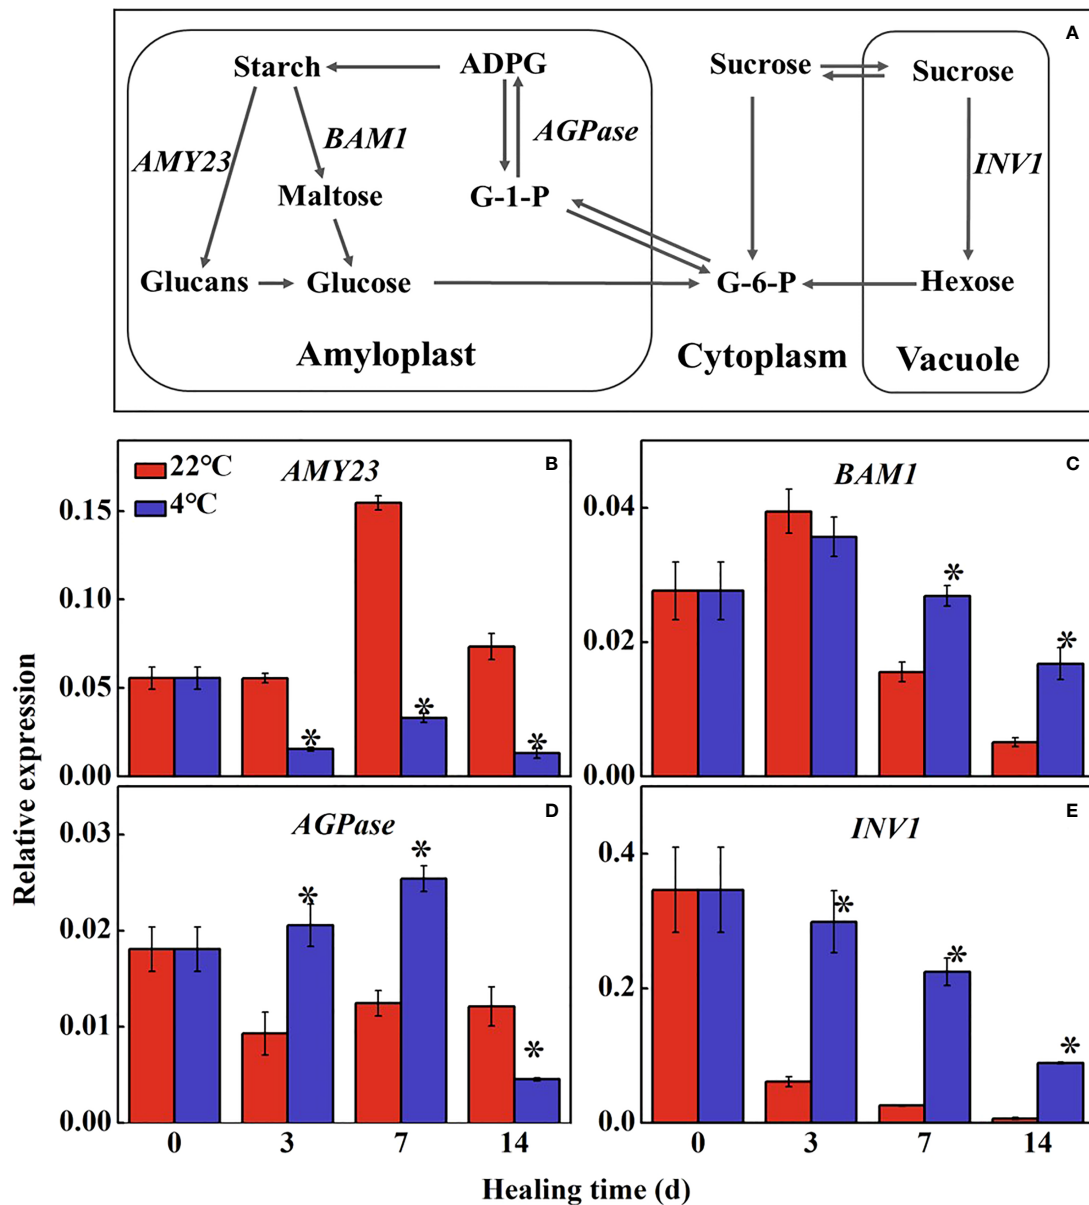 A
Starch
ADPG
Sucrose
Sucrose
AMY23
BAM1
AGPase
INV1
Maltose
G-1-P
Glucans
Glucose
G-6-P
Hexose
Amyloplast
Cytoplasm
Vacuole
Relative expression
22°C
4°C
AMY23
B
0.15
0.10
0.05
0.00
*
*
*
BAM1
C
0.04
0.02
0.00
*
*
AGPase
D
0.03
0.02
0.01
0.00
*
*
*
0
3
7
14
INV1
E
0.4
0.2
0.0
*
*
*
0
3
7
14
Healing time (d)